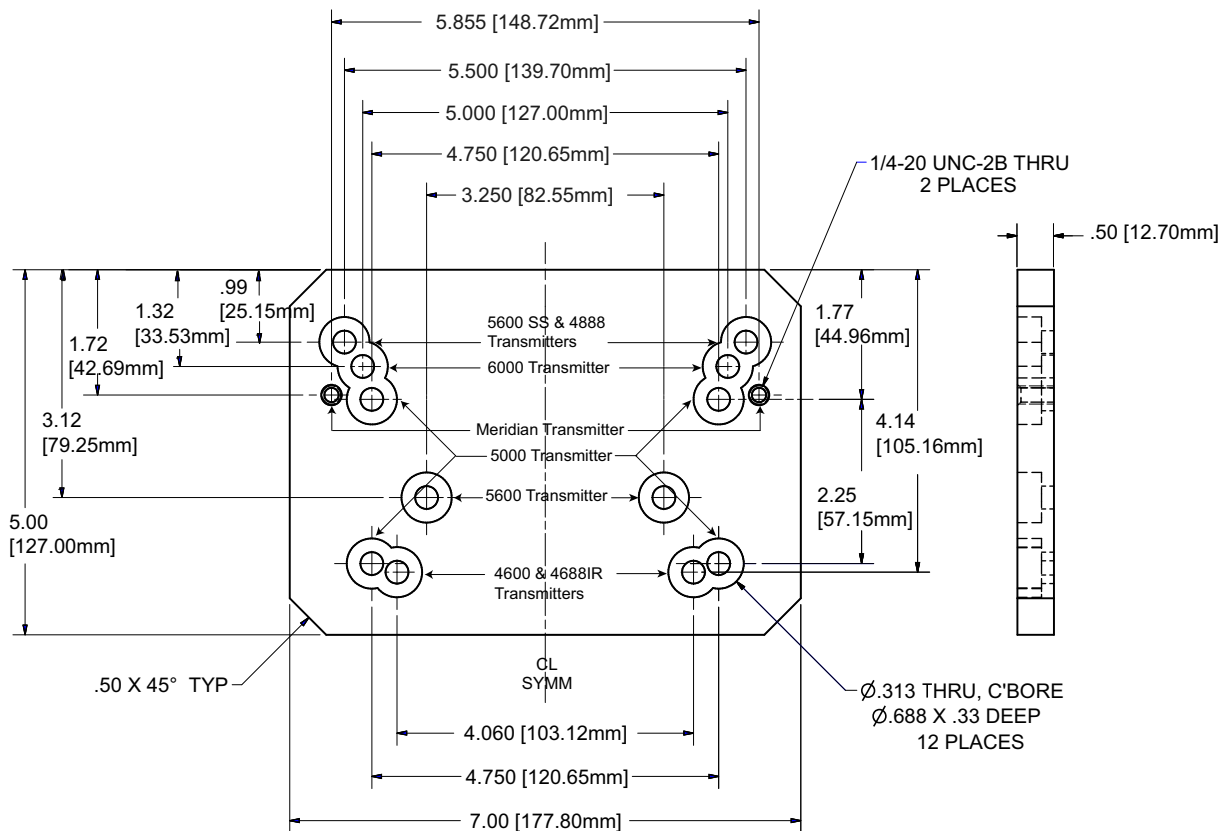 5.855 [148.72mm]
5.500 [139.70mm]
5.000 [127.00mm]
4.750 [120.65mm]
3.250 [82.55mm]
1/4-20 UNC-2B THRU
2 PLACES
.50 [12.70mm]
.99
[25.15mm]
1.32
[33.53mm]
1.72
[42.69mm]
3.12
[79.25mm]
5.00
[127.00mm]
5600 SS & 4888
Transmitters
6000 Transmitter
Meridian Transmitter
5000 Transmitter
5600 Transmitter
4600 & 4688IR
Transmitters
1.77
[44.96mm]
4.14
[105.16mm]
2.25
[57.15mm]
.50 X 45° TYP
CL
SYMM
Ø.313 THRU, C'BORE
Ø.688 X .33 DEEP
12 PLACES
4.060 [103.12mm]
4.750 [120.65mm]
7.00 [177.80mm]